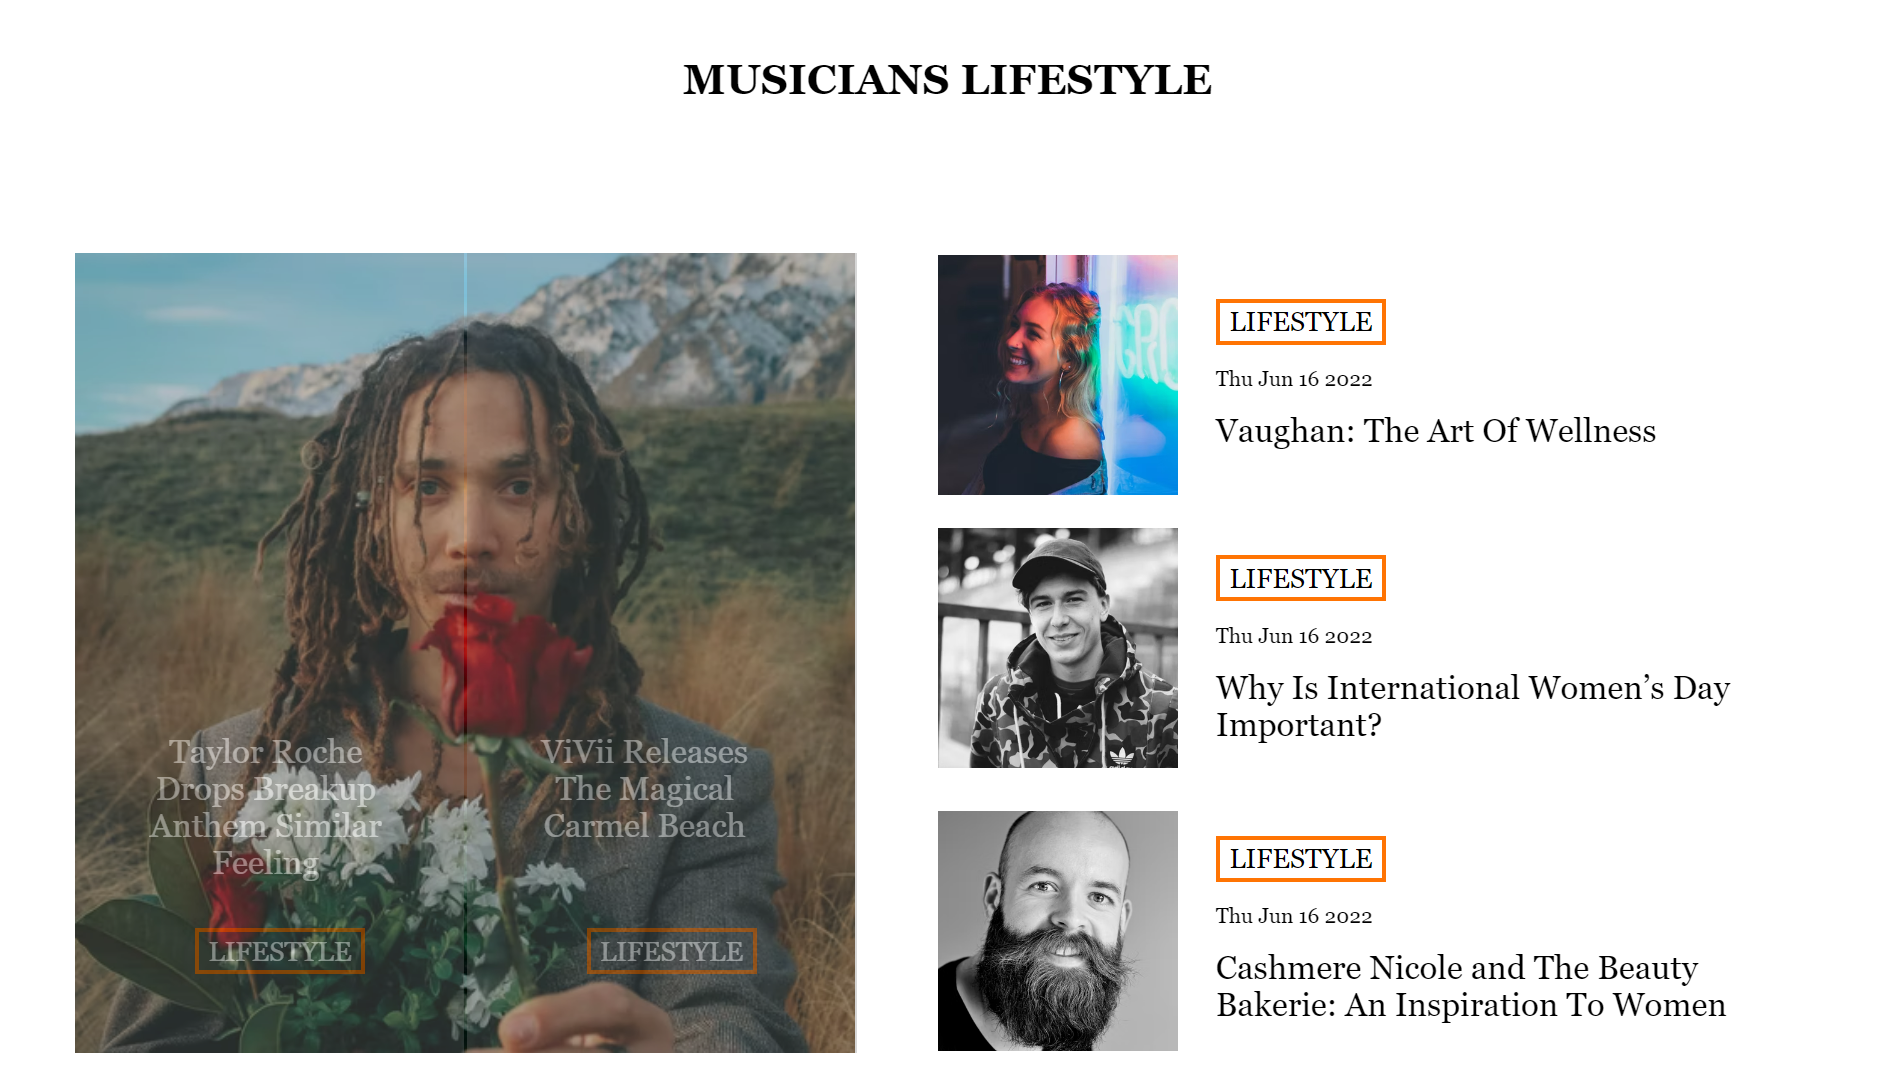 MUSICIANS LIFESTYLE
Taylor Roche
Drops Breakup
Anthem Similar
Feeling
LIFESTYLE
ViVii Releases
The Magical
Carmel Beach
LIFESTYLE
LIFESTYLE
Thu Jun 16 2022
Vaughan: The Art Of Wellness
LIFESTYLE
Thu Jun 16 2022
Why Is International Women’s Day
Important?
LIFESTYLE
Thu Jun 16 2022
Cashmere Nicole and The Beauty
Bakerie: An Inspiration To Women